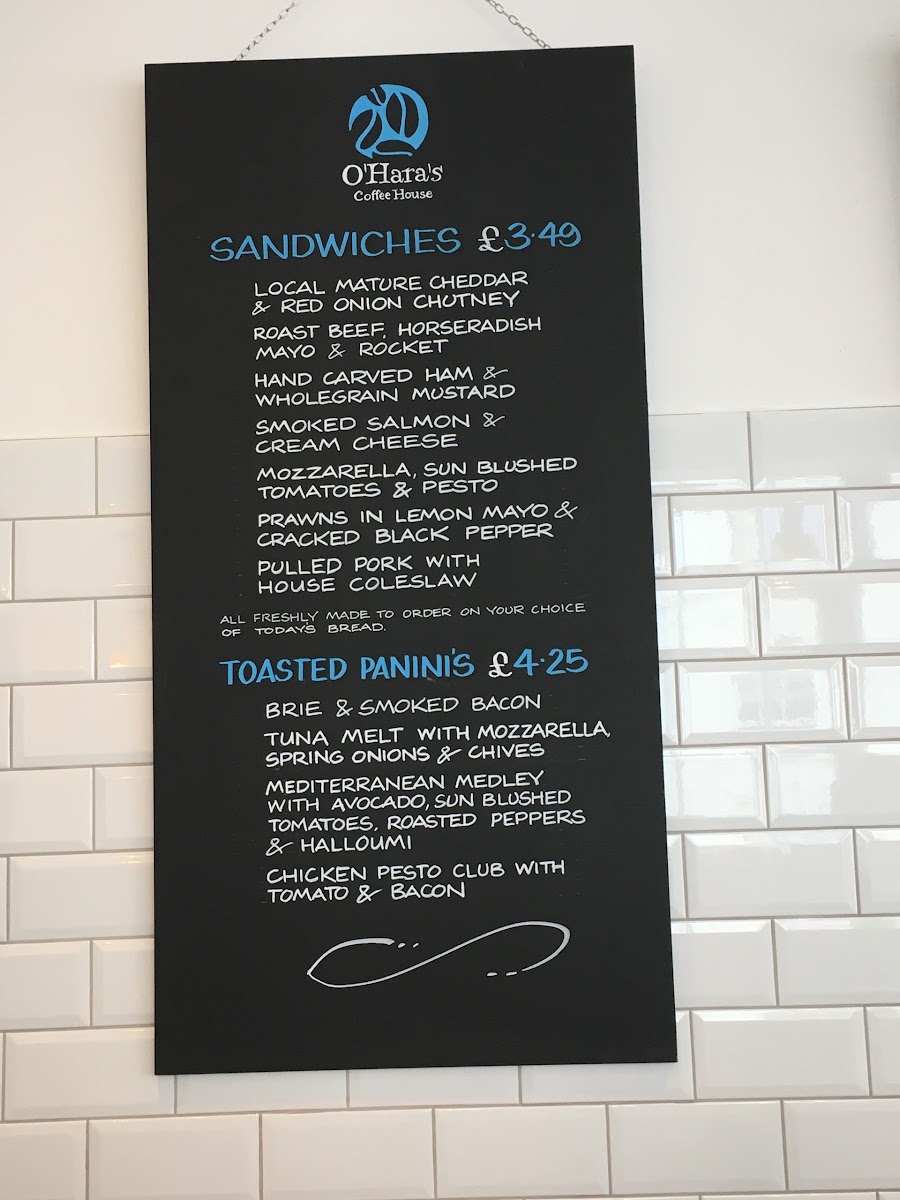 O'Hara's
Coffee House
SANDWICHES £3·49
LOCAL MATURE CHEDDAR
& RED ONION CHUTNEY
ROAST BEEF, HORSERADISH
MAYO & ROCKET
HAND CARVED HAM &
WHOLEGRAIN MUSTARD
SMOKED SALMON &
CREAM CHEESE
MOZZARELLA, SUN BLUSHED
TOMATOES & PESTO
PRAWNS IN LEMON MAYO &
CRACKED BLACK PEPPER
PULLED PORK WITH
HOUSE COLESLAW
ALL FRESHLY MADE TO ORDER ON YOUR CHOICE
OF TODAY'S BREAD.
TOASTED PANINI'S £4·25
BRIE & SMOKED BACON
TUNA MELT WITH MOZZARELLA,
SPRING ONIONS & CHIVES
MEDITERRANEAN MEDLEY
WITH AVOCADO, SUN BLUSHED
TOMATOES, ROASTED PEPPERS
& HALLOUMI
CHICKEN PESTO CLUB WITH
TOMATO & BACON